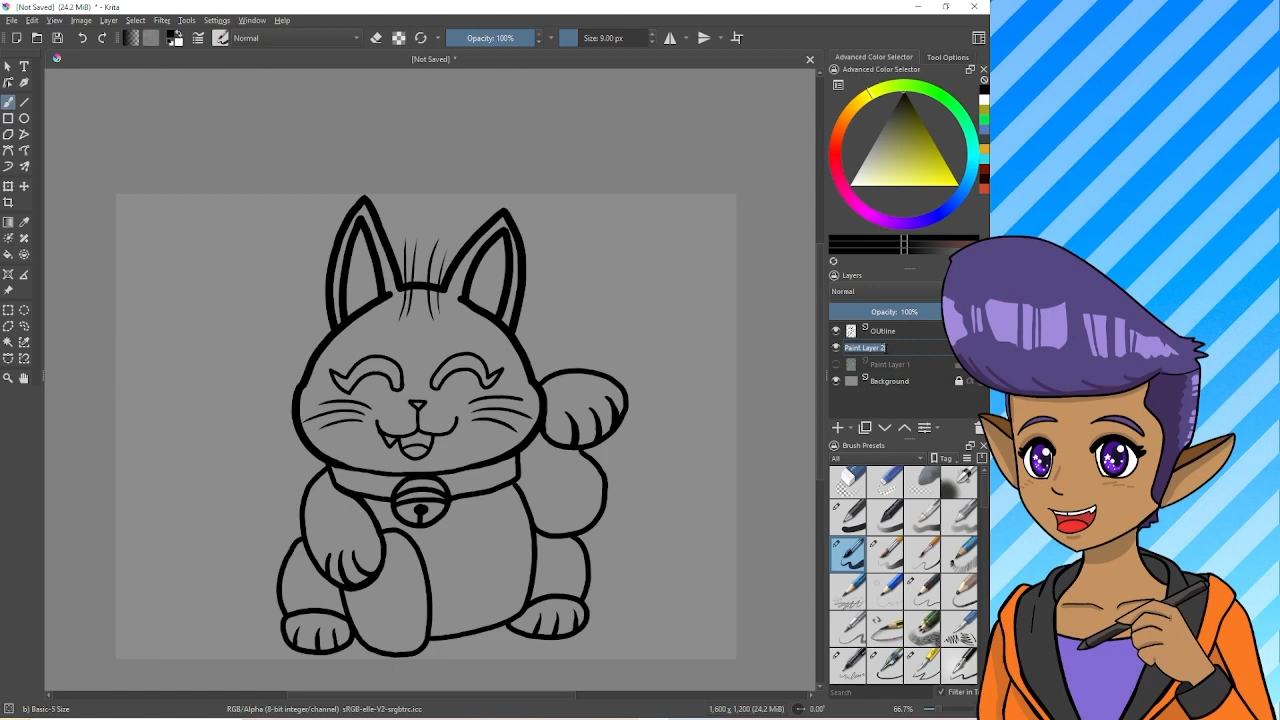 [Not Saved] (24.2 MiB) * - Krita
File Edit View Image Layer Select Filter Tools Settings Window Help
Normal Opacity: 100% Size: 9.00 px
[Not Saved] *
Advanced Color Selector Tool Options
Advanced Color Selector
Layers
Normal
Opacity: 100%
OUtline
Paint Layer 2
Paint Layer 1
Background
Brush Presets
All Tag
Search Filter in T
b) Basic-5 Size RGB/Alpha (8-bit integer/channel) sRGB-elle-V2-srgbtrc.icc 1,600 x 1,200 (24.2 MiB) 0.00° 66.7%